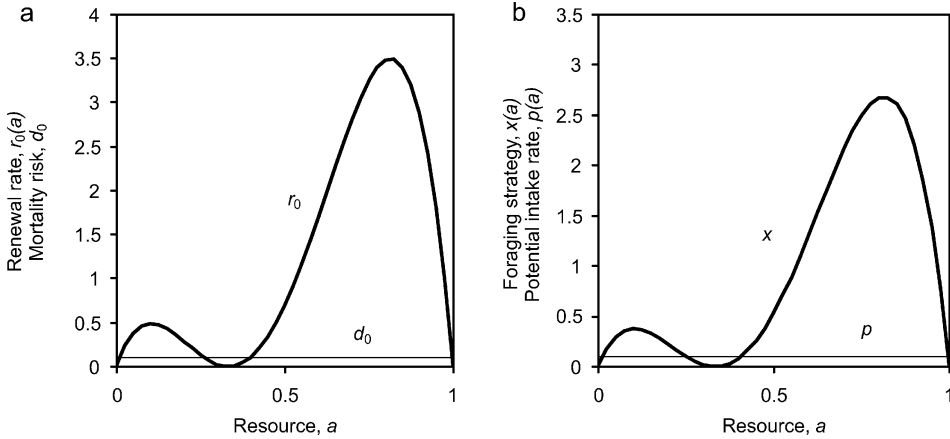 a
Renewal rate, r₀(a)
Mortality risk, d₀
4
3.5
3
2.5
2
1.5
1
0.5
0
r₀
d₀
0
0.5
1
Resource, a
b
Foraging strategy, x(a)
Potential intake rate, p(a)
3.5
3
2.5
2
1.5
1
0.5
0
x
p
0
0.5
1
Resource, a